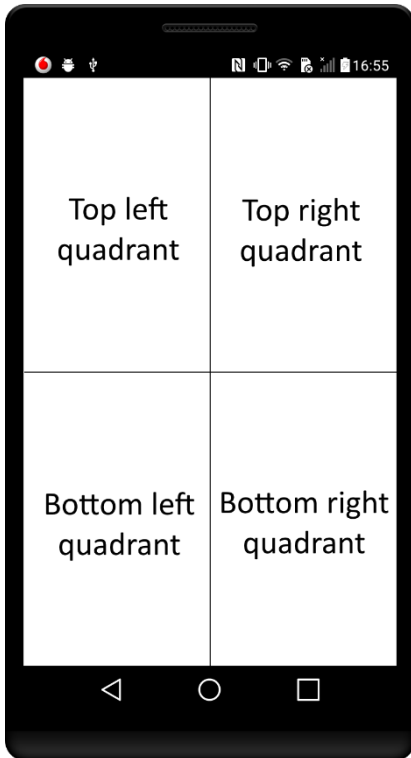 16:55
Top left
quadrant
Top right
quadrant
Bottom left
quadrant
Bottom right
quadrant